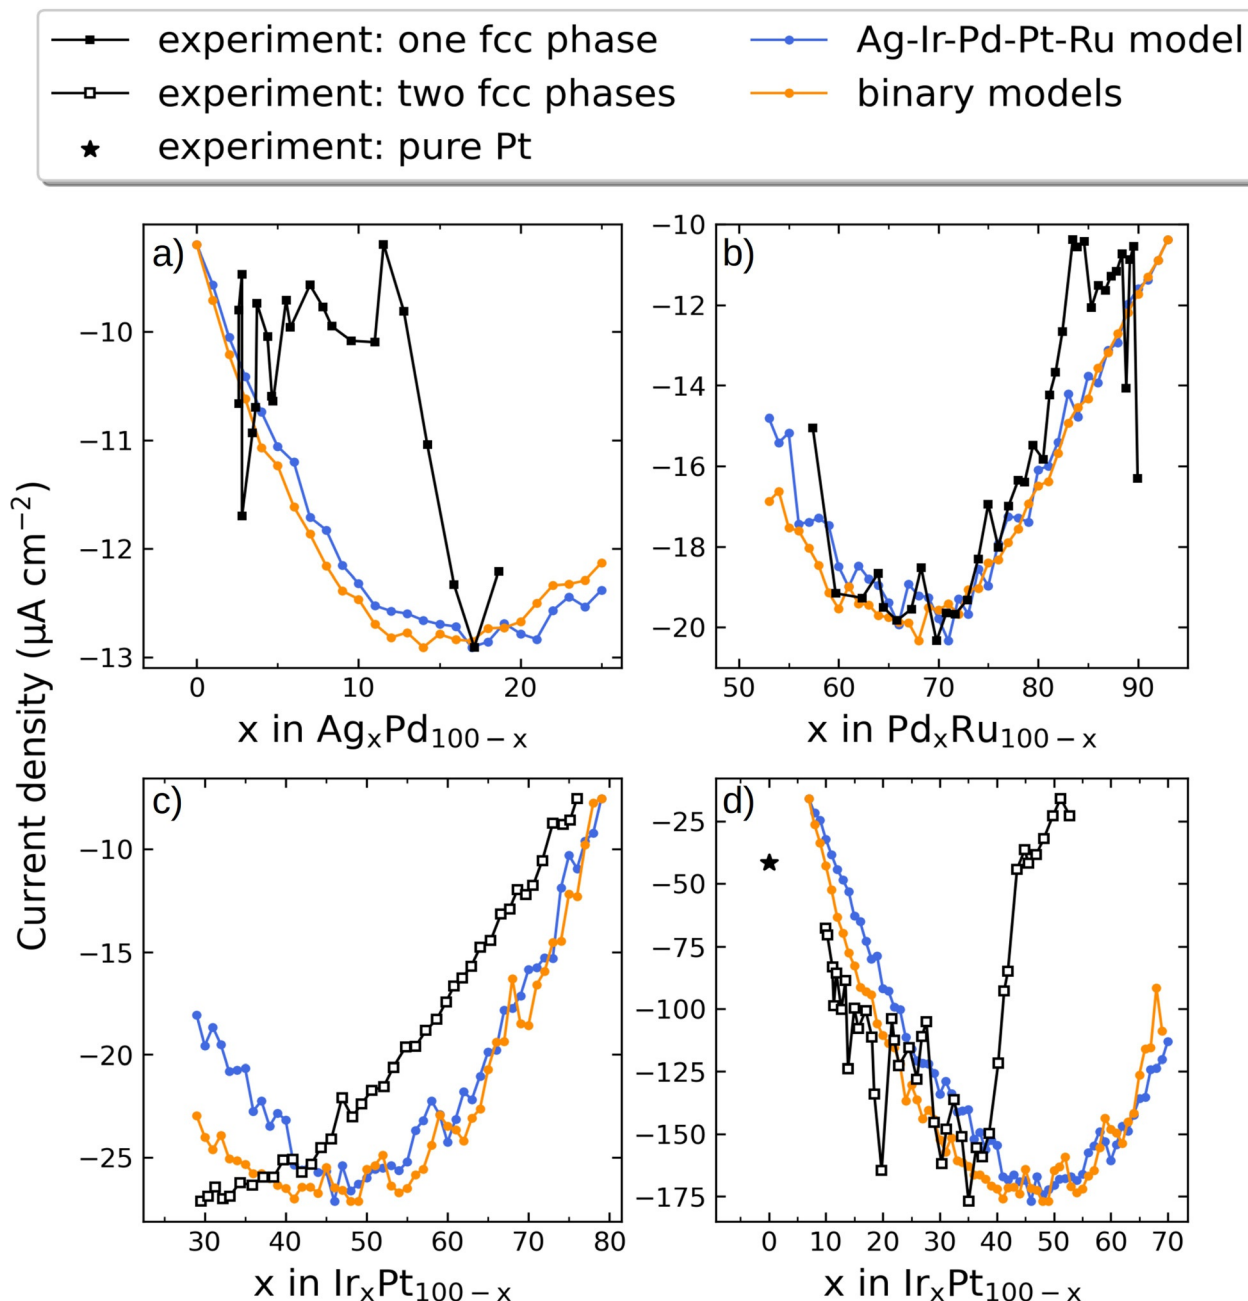 experiment: one fcc phase
experiment: two fcc phases
experiment: pure Pt
Ag-Ir-Pd-Pt-Ru model
binary models
Current density (μA cm⁻²)
a)
−10
−11
−12
−13
0 10 20
x in AgₓPd₁₀₀₋ₓ
b)
−10
−12
−14
−16
−18
−20
50 60 70 80 90
x in PdₓRu₁₀₀₋ₓ
c)
−10
−15
−20
−25
30 40 50 60 70 80
x in IrₓPt₁₀₀₋ₓ
d)
−25
−50
−75
−100
−125
−150
−175
0 10 20 30 40 50 60 70
x in IrₓPt₁₀₀₋ₓ